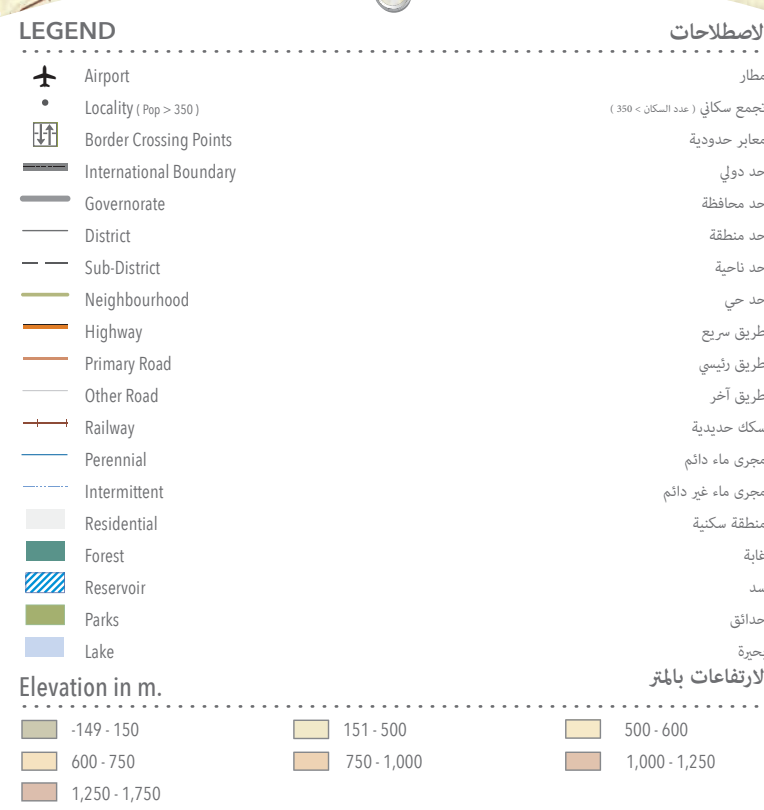 LEGEND الاصطلاحات
Airport مطار
Locality ( Pop > 350 ) تجمع سكاني ( عدد السكان > 350 )
Border Crossing Points معابر حدودية
International Boundary حد دولي
Governorate حد محافظة
District حد منطقة
Sub-District حد ناحية
Neighbourhood حد حي
Highway طريق سريع
Primary Road طريق رئيسي
Other Road طريق آخر
Railway سكك حديدية
Perennial مجرى ماء دائم
Intermittent مجرى ماء غير دائم
Residential منطقة سكنية
Forest غابة
Reservoir سد
Parks حدائق
Lake بحيرة
Elevation in m. الارتفاعات بالمتر
-149 - 150 151 - 500 500 - 600
600 - 750 750 - 1,000 1,000 - 1,250
1,250 - 1,750